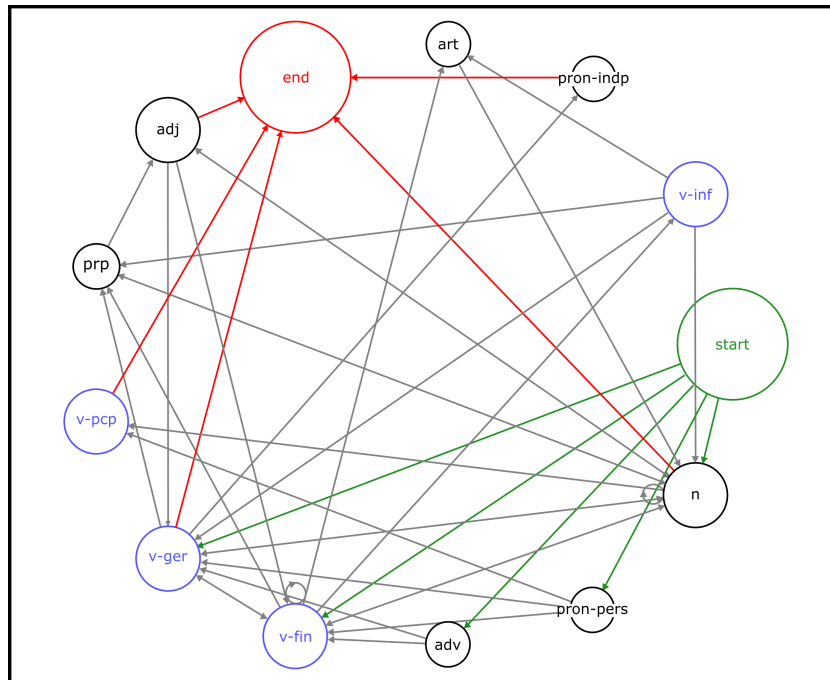 art
end
pron-indp
adj
v-inf
prp
start
v-pcp
n
v-ger
pron-pers
v-fin
adv